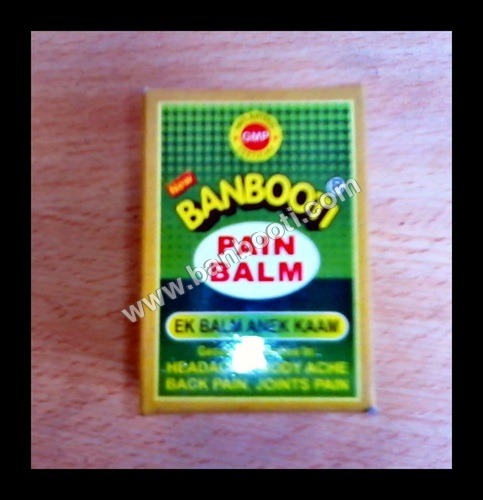 GMP
New
BANBOOTI
PAIN
BALM
www.banbooti.com
EK BALM ANEK KAAM
HEADACHE, BODY ACHE
BACK PAIN, JOINTS PAIN